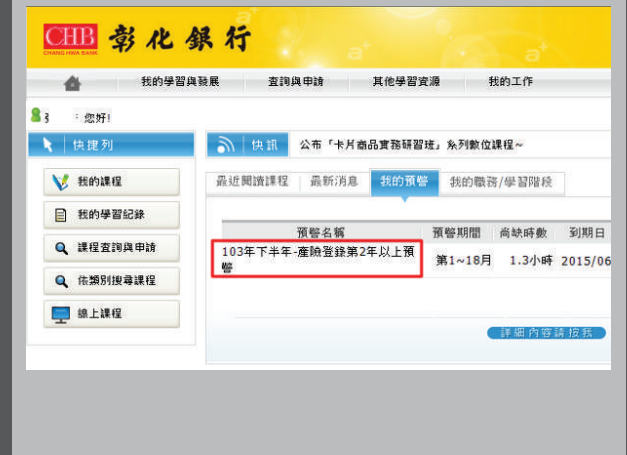 CHB 彰化銀行
CHANG HWA BANK
我的學習與發展 查詢與申請 其他學習資源 我的工作
您好!
快捷列
快訊 公布「卡片商品實務研習班」系列數位課程~
我的課程
最近閱讀課程 最新消息 我的預警 我的職務/學習階段
我的學習紀錄
預警名稱 預警期間 尚缺時數 到期日
課程查詢與申請
103年下半年-產險登錄第2年以上預
警
第1~18月 1.3小時 2015/06
依類別搜尋課程
線上課程
詳細內容請按我